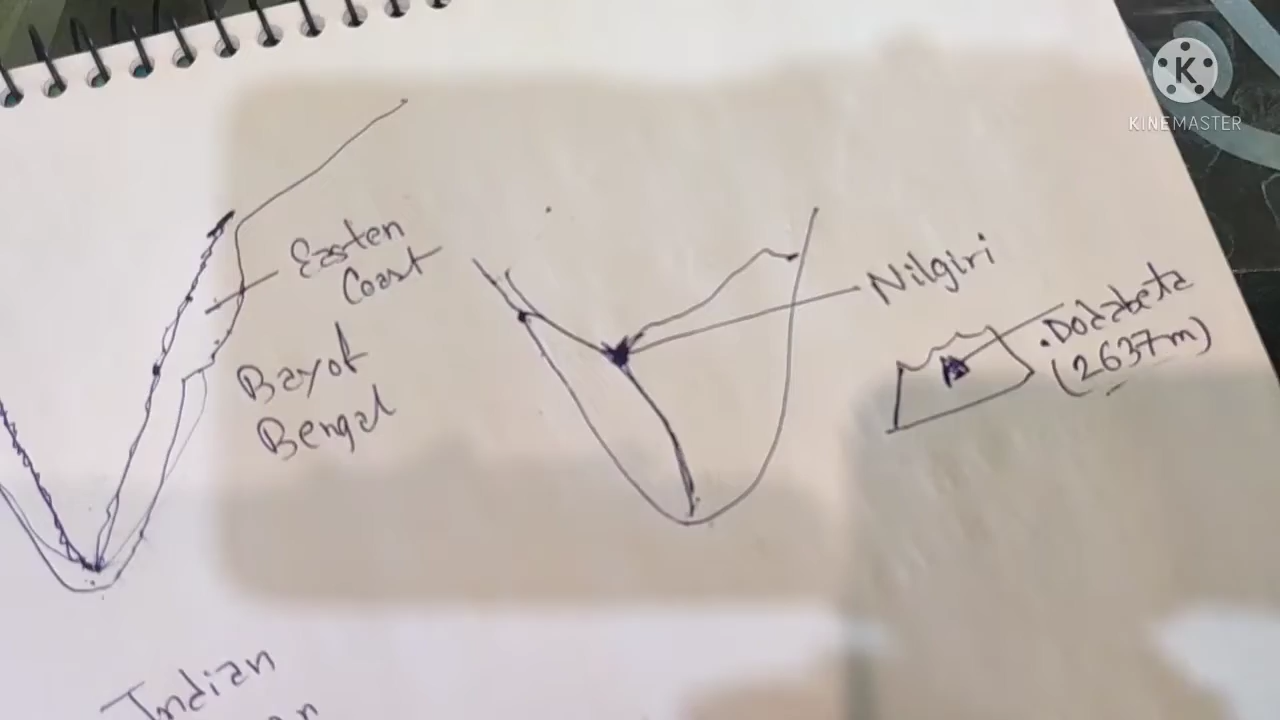 KINEMASTER
Easten
Coast
Bay of
Bengal
Nilgiri
.Dodabeta
(2637m)
Indian